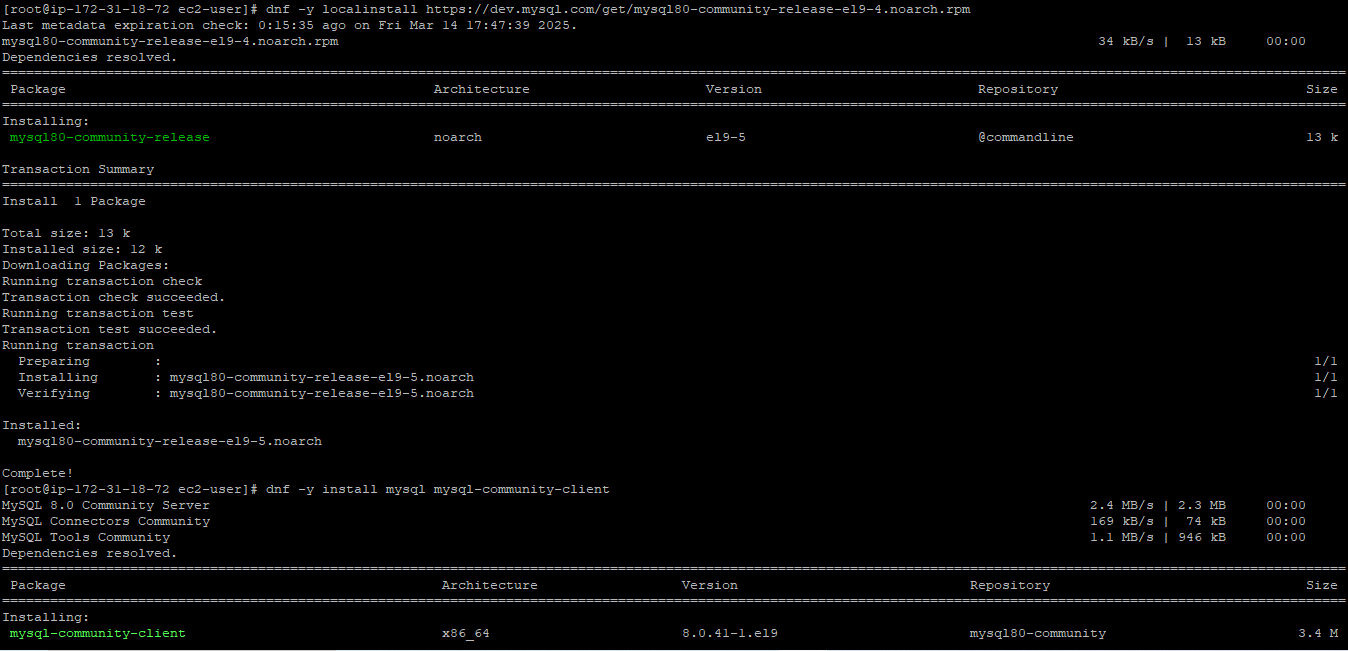 [root@ip-172-31-18-72 ec2-user]# dnf -y localinstall https://dev.mysql.com/get/mysql80-community-release-el9-4.noarch.rpm
Last metadata expiration check: 0:15:35 ago on Fri Mar 14 17:47:39 2025.
mysql80-community-release-el9-4.noarch.rpm 34 kB/s | 13 kB 00:00
Dependencies resolved.
================================================================================
Package Architecture Version Repository Size
================================================================================
Installing:
mysql80-community-release noarch el9-5 @commandline 13 k

Transaction Summary
================================================================================
Install 1 Package

Total size: 13 k
Installed size: 12 k
Downloading Packages:
Running transaction check
Transaction check succeeded.
Running transaction test
Transaction test succeeded.
Running transaction
Preparing : 1/1
Installing : mysql80-community-release-el9-5.noarch 1/1
Verifying : mysql80-community-release-el9-5.noarch 1/1

Installed:
mysql80-community-release-el9-5.noarch

Complete!
[root@ip-172-31-18-72 ec2-user]# dnf -y install mysql mysql-community-client
MySQL 8.0 Community Server 2.4 MB/s | 2.3 MB 00:00
MySQL Connectors Community 169 kB/s | 74 kB 00:00
MySQL Tools Community 1.1 MB/s | 946 kB 00:00
Dependencies resolved.
================================================================================
Package Architecture Version Repository Size
================================================================================
Installing:
mysql-community-client x86_64 8.0.41-1.el9 mysql80-community 3.4 M